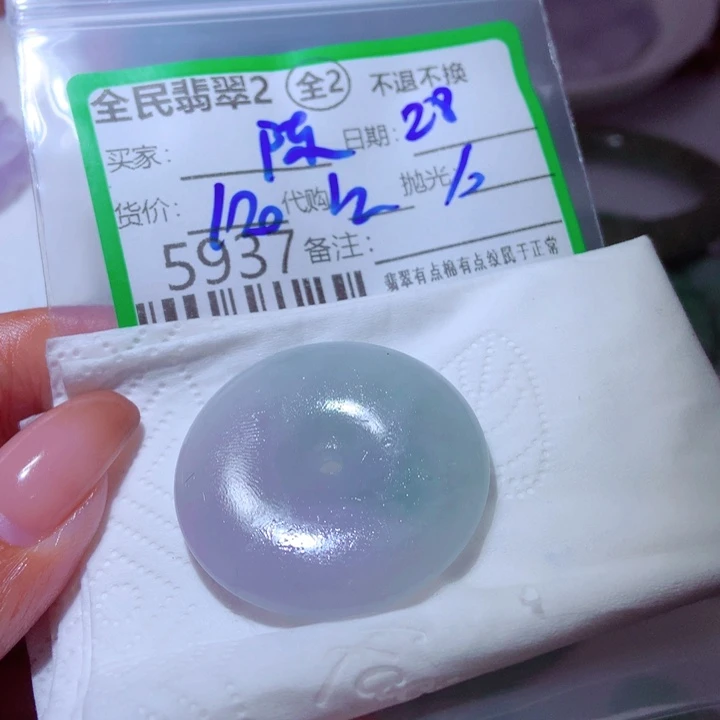 全民翡翠2 全2 不退不换
买家: 陈 日期: 28
货价: 120 代购 12 抛光
5937 备注:
翡翠有点棉有点纹属于正常